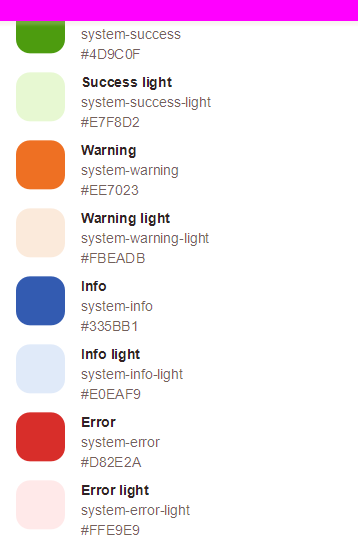 system-success
#4D9C0F
Success light
system-success-light
#E7F8D2
Warning
system-warning
#EE7023
Warning light
system-warning-light
#FBEADB
Info
system-info
#335BB1
Info light
system-info-light
#E0EAF9
Error
system-error
#D82E2A
Error light
system-error-light
#FFE9E9